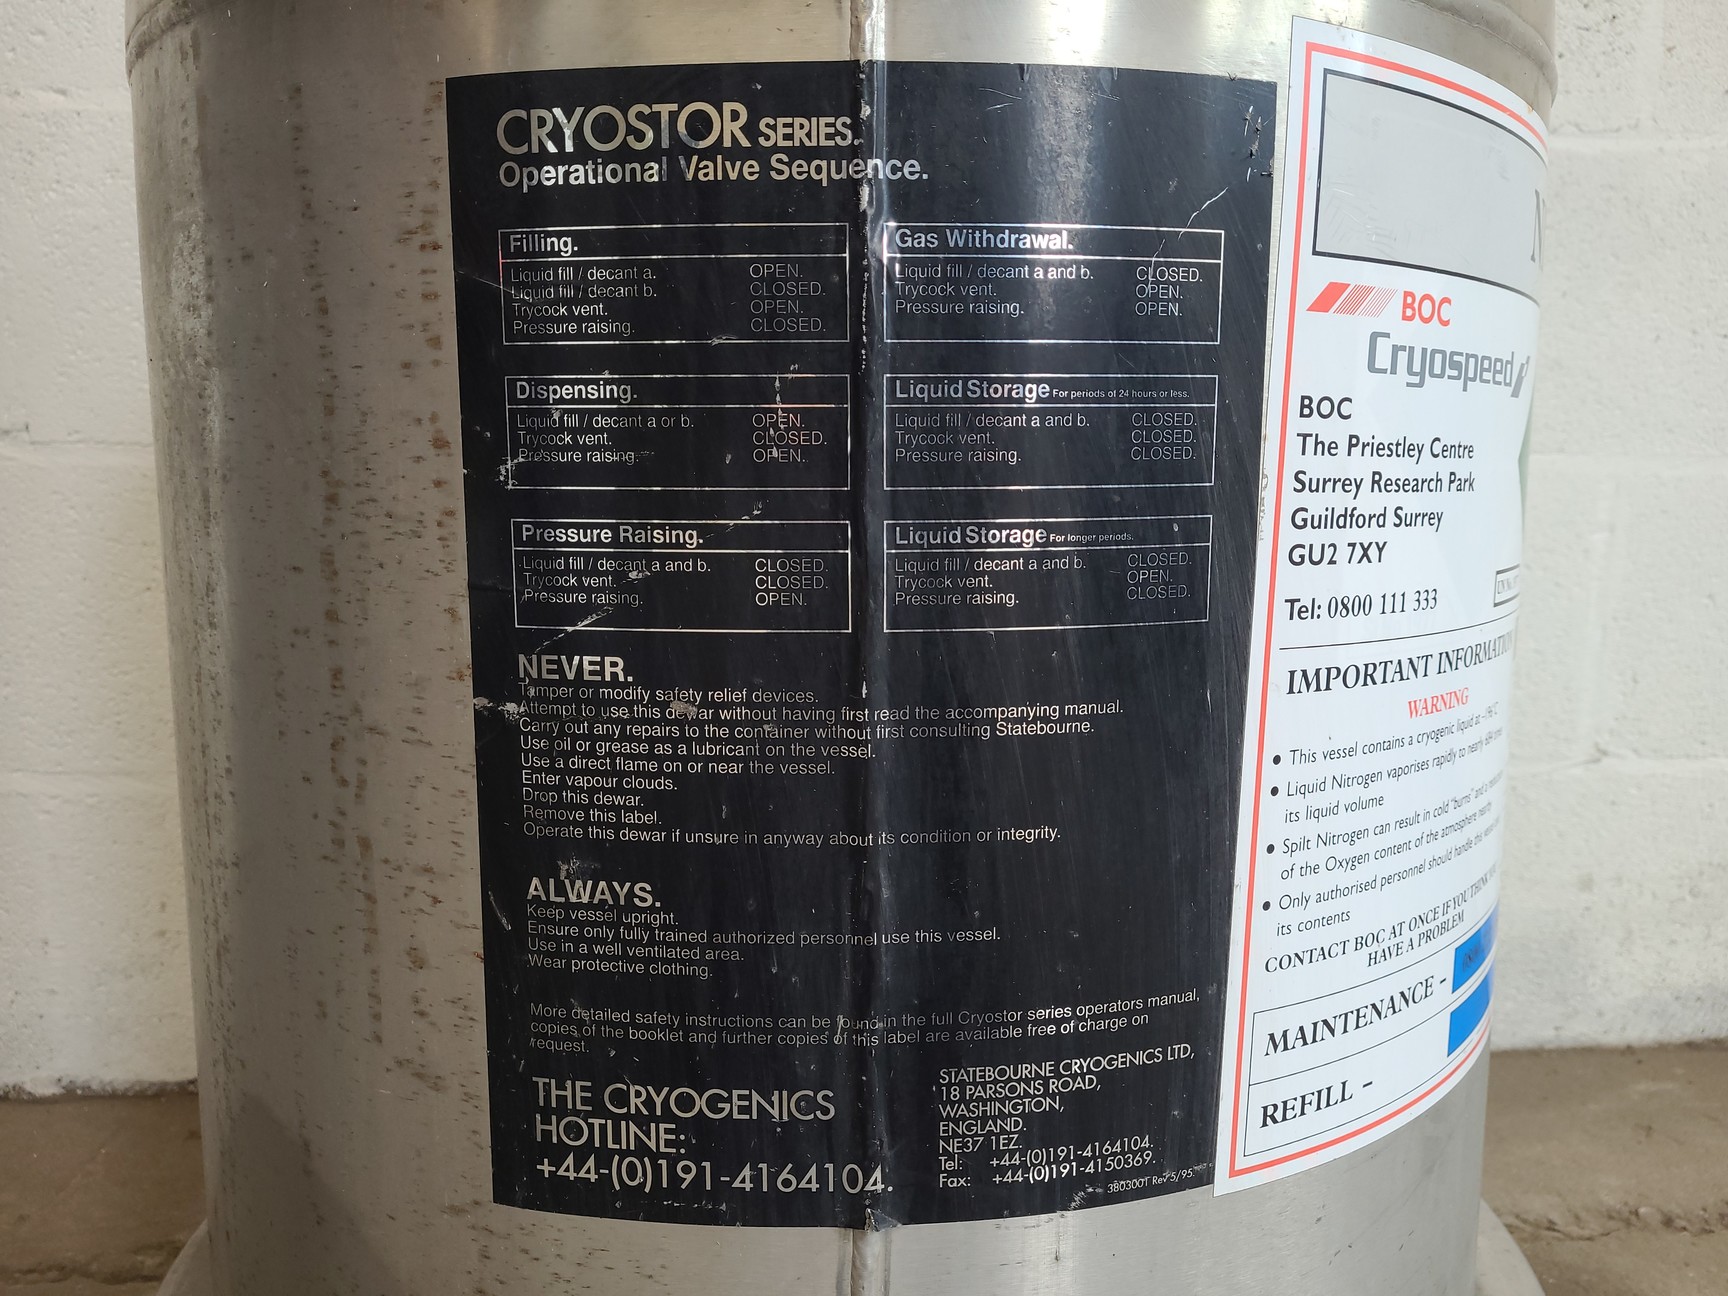 CRYOSTOR SERIES.
Operational Valve Sequence.
Filling.
Liquid fill / decant a. OPEN.
Liquid fill / decant b. CLOSED.
Trycock vent. OPEN.
Pressure raising. CLOSED.
Gas Withdrawal.
Liquid fill / decant a and b. CLOSED.
Trycock vent. OPEN.
Pressure raising. OPEN.
Dispensing.
Liquid fill / decant a or b. OPEN.
Trycock vent. CLOSED.
Pressure raising. OPEN.
Liquid Storage For periods of 24 hours or less.
Liquid fill / decant a and b. CLOSED.
Trycock vent. CLOSED.
Pressure raising. CLOSED.
Pressure Raising.
Liquid fill / decant a and b. CLOSED.
Trycock vent. CLOSED.
Pressure raising. OPEN.
Liquid Storage For longer periods.
Liquid fill / decant a and b. CLOSED.
Trycock vent. OPEN.
Pressure raising. CLOSED.
NEVER.
Tamper or modify safety relief devices.
Attempt to use this dewar without having first read the accompanying manual.
Carry out any repairs to the container without first consulting Statebourne.
Use oil or grease as a lubricant on the vessel.
Use a direct flame on or near the vessel.
Enter vapour clouds.
Drop this dewar.
Remove this label.
Operate this dewar if unsure in anyway about its condition or integrity.
ALWAYS.
Keep vessel upright.
Ensure only fully trained authorized personnel use this vessel.
Use in a well ventilated area.
Wear protective clothing.
More detailed safety instructions can be found in the full Cryostor series operators manual,
copies of the booklet and further copies of this label are available free of charge on
request.
THE CRYOGENICS
HOTLINE:
+44-(0)191-4164104.
STATEBOURNE CRYOGENICS LTD,
18 PARSONS ROAD,
WASHINGTON,
ENGLAND.
NE37 1EZ.
Tel: +44-(0)191-4164104.
Fax: +44-(0)191-4150369.
3803001 Rev 5/95.
BOC
Cryospeed
BOC
The Priestley Centre
Surrey Research Park
Guildford Surrey
GU2 7XY
Tel: 0800 111 333
IMPORTANT INFORMATION
WARNING
• This vessel contains a cryogenic liquid at -196°C
• Liquid Nitrogen vaporises rapidly to nearly
its liquid volume
• Spilt Nitrogen can result in cold "burns" and a
of the Oxygen content of the atmosphere nearby
• Only authorised personnel should handle this
its contents
CONTACT BOC AT ONCE IF YOU THINK YOU
HAVE A PROBLEM
MAINTENANCE -
REFILL -